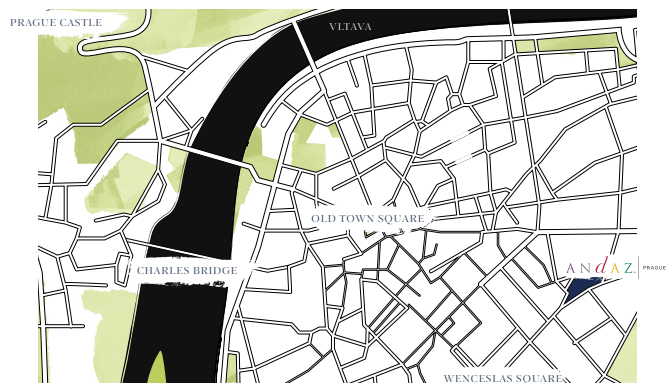 PRAGUE CASTLE
VLTAVA
OLD TOWN SQUARE
ANdAZ. PRAGUE
CHARLES BRIDGE
WENCESLAS SQUARE